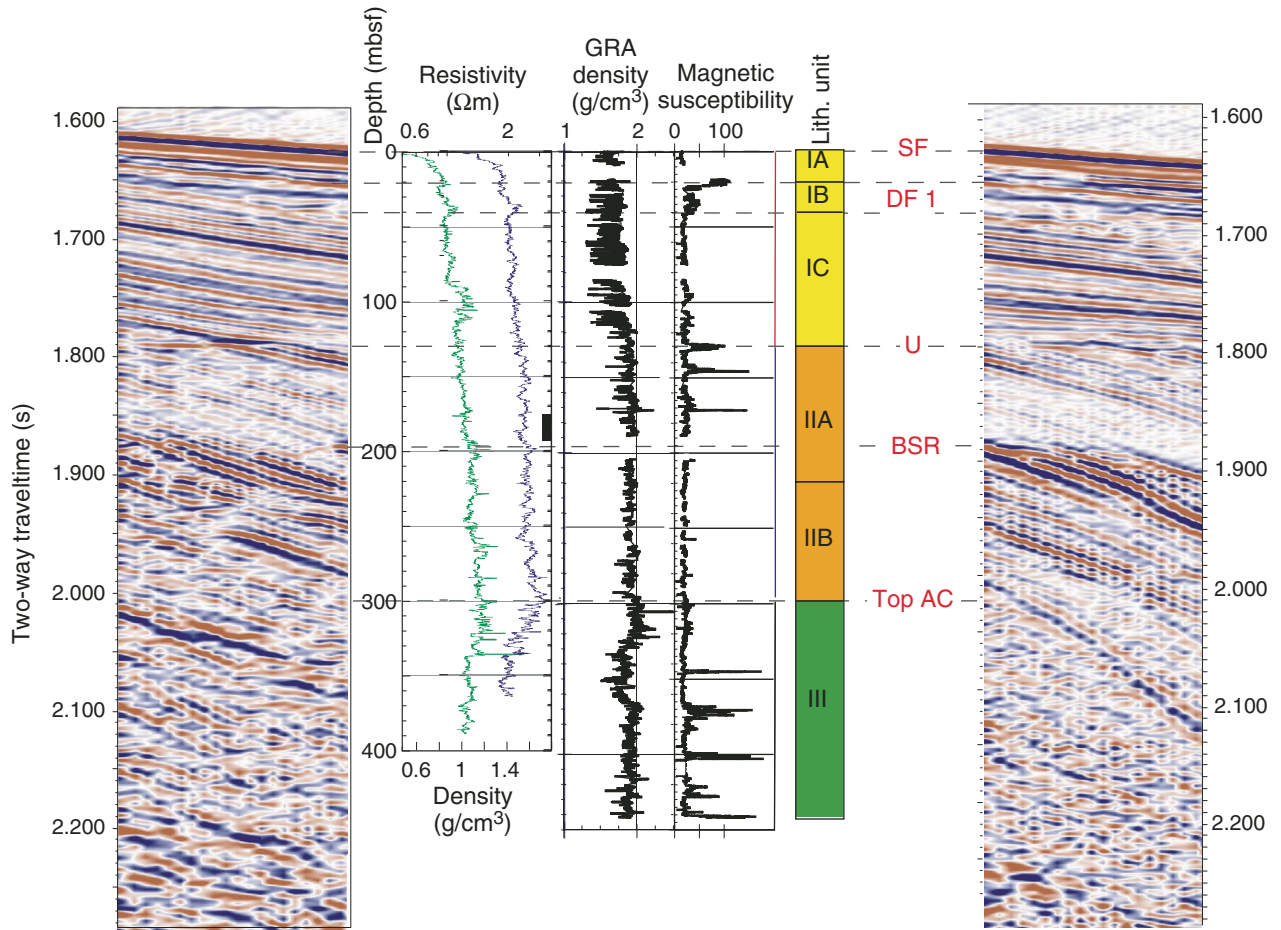 Two-way traveltime (s)
1.600
1.700
1.800
1.900
2.000
2.100
2.200
Depth (mbsf)
0
100
200
300
400
Resistivity
(Ωm)
0.6
2
0.6
1
1.4
Density
(g/cm³)
GRA
density
(g/cm³)
1
2
Magnetic
susceptibility
0
100
Lith. unit
IA
IB
IC
IIA
IIB
III
SF
DF 1
U
BSR
Top AC
1.600
1.700
1.800
1.900
2.000
2.100
2.200